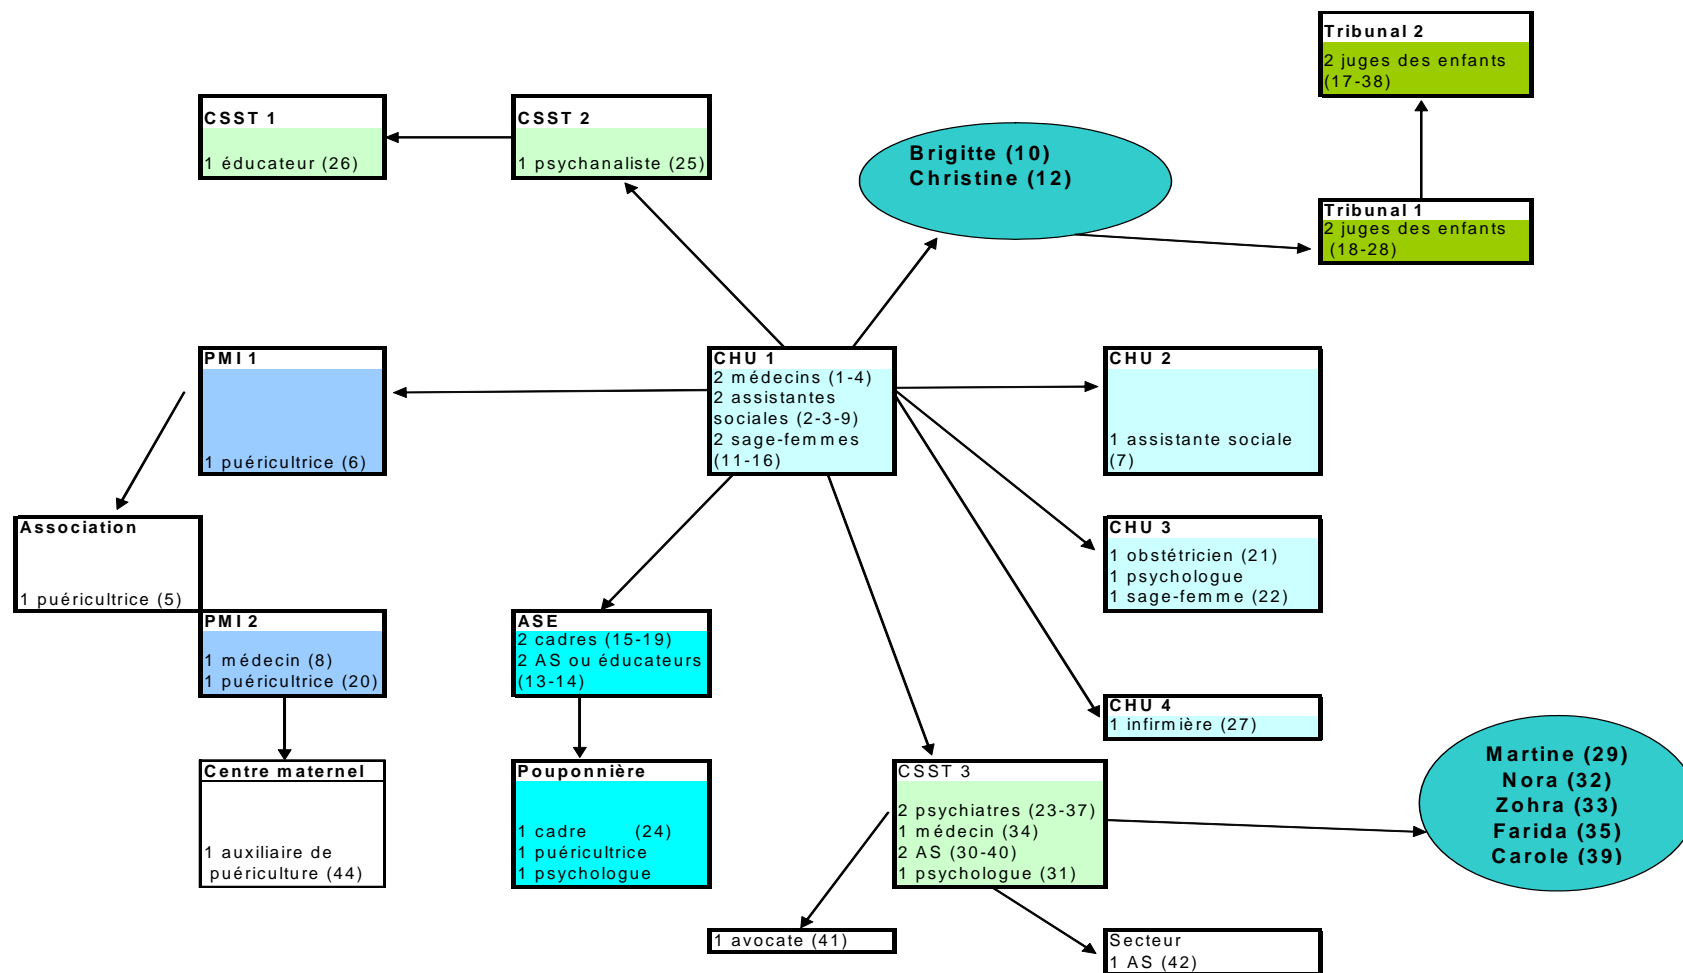 Tribunal 2
2 juges des enfants
(17-38)
CSST 1
1 éducateur (26)
CSST 2
1 psychanaliste (25)
Brigitte (10)
Christine (12)
Tribunal 1
2 juges des enfants
(18-28)
PMI 1
1 puéricultrice (6)
CHU 1
2 médecins (1-4)
2 assistantes
sociales (2-3-9)
2 sage-femmes
(11-16)
CHU 2
1 assistante sociale
(7)
Association
1 puéricultrice (5)
CHU 3
1 obstétricien (21)
1 psychologue
1 sage-femme (22)
PMI 2
1 médecin (8)
1 puéricultrice (20)
ASE
2 cadres (15-19)
2 AS ou éducateurs
(13-14)
CHU 4
1 infirmière (27)
Centre maternel
1 auxiliaire de
puériculture (44)
Pouponnière
1 cadre (24)
1 puéricultrice
1 psychologue
CSST 3
2 psychiatres (23-37)
1 médecin (34)
2 AS (30-40)
1 psychologue (31)
Martine (29)
Nora (32)
Zohra (33)
Farida (35)
Carole (39)
1 avocate (41)
Secteur
1 AS (42)